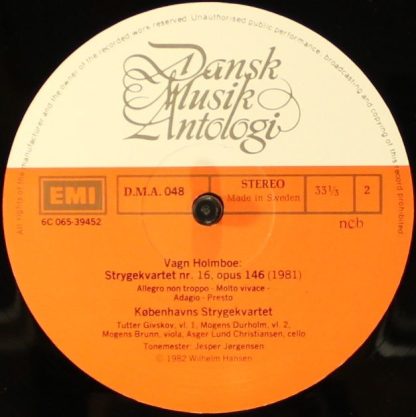 All rights of the manufacturer and the owner of the recorded work reserved. Unauthorised public performance, broadcasting and copying of this record prohibited.
Dansk
Musik
Antologi
EMI
D.M.A. 048
STEREO
Made in Sweden
33 1/3
2
6C 065-39452
ncb
Vagn Holmboe:
Strygekvartet nr. 16, opus 146 (1981)
Allegro non troppo - Molto vivace -
Adagio - Presto
Københavns Strygekvartet
Tutter Givskov, vl. 1, Mogens Durholm, vl. 2,
Mogens Brunn, viola, Asger Lund Christiansen, cello
Tonemester: Jesper Jørgensen
Ⓟ 1982 Wilhelm Hansen